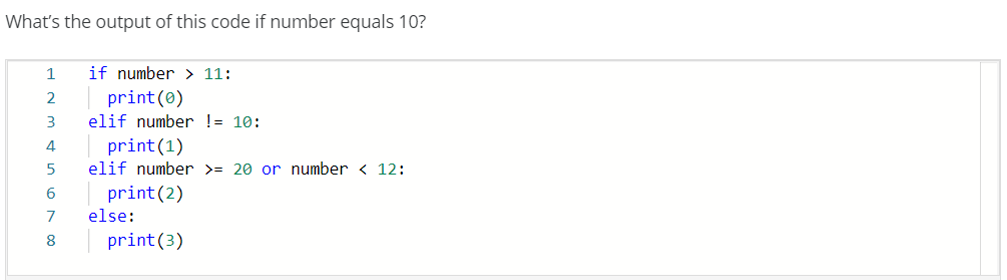 What’s the output of this code if number equals 10?
1 if number > 11:
2 print(0)
3 elif number != 10:
4 print(1)
5 elif number >= 20 or number < 12:
6 print(2)
7 else:
8 print(3)